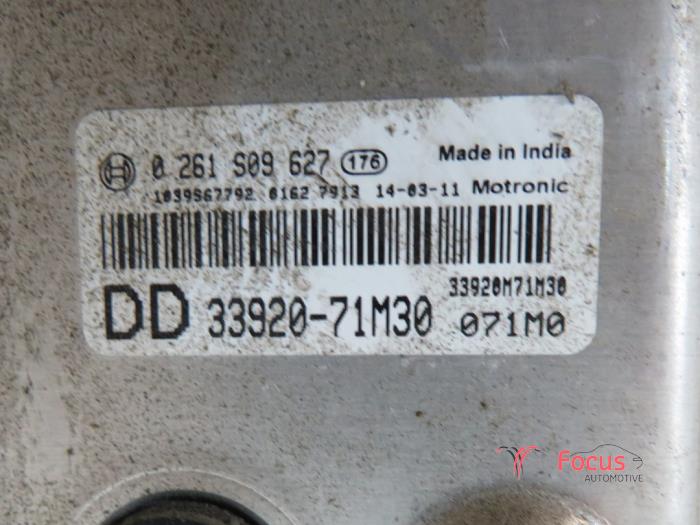 0 261 S09 627 176 Made in India
1039S67792 0162 7913 14-03-11 Motronic
33920M71M30
DD 33920-71M30 071M0
Focus
AUTOMOTIVE